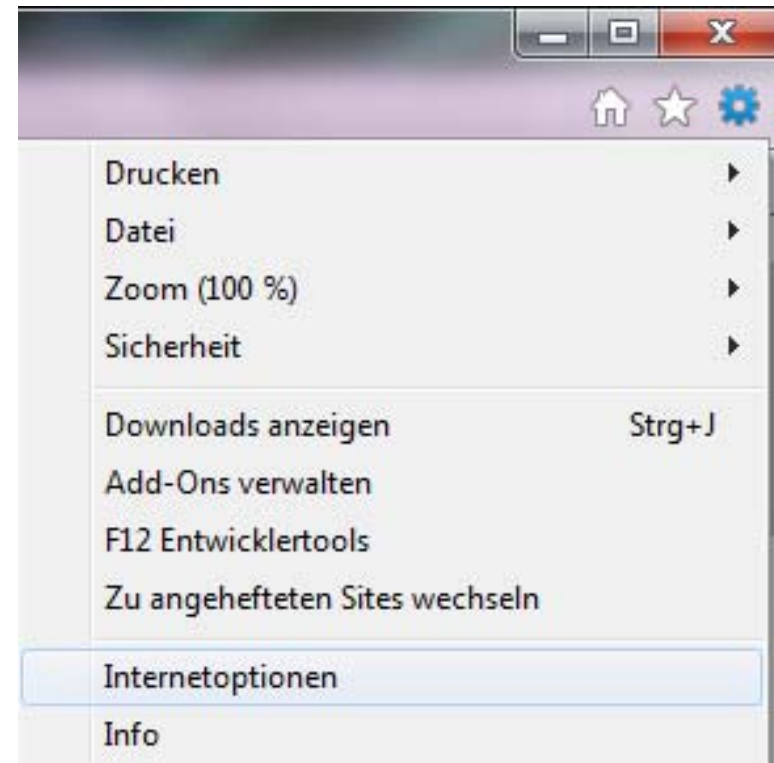 Drucken
Datei
Zoom (100 %)
Sicherheit
Downloads anzeigen Strg+J
Add-Ons verwalten
F12 Entwicklertools
Zu angehefteten Sites wechseln
Internetoptionen
Info